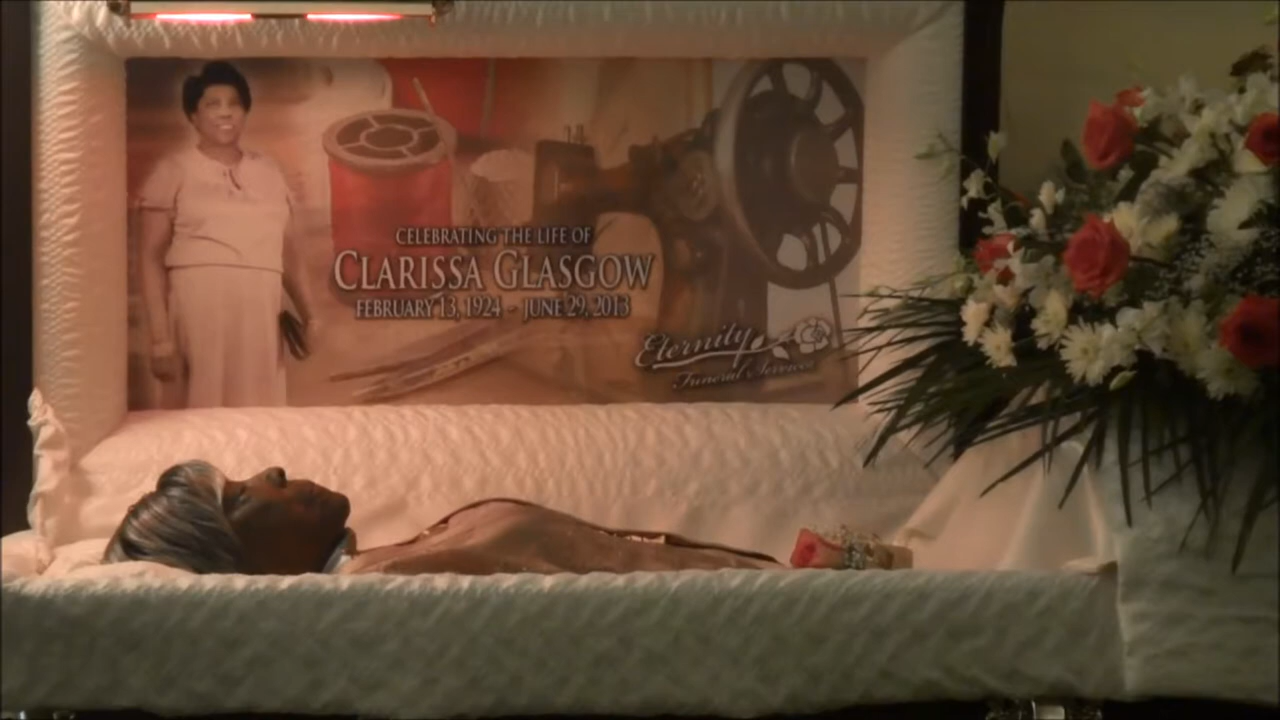 CELEBRATING THE LIFE OF
CLARISSA GLASGOW
FEBRUARY 13, 1924 - JUNE 29, 2013
Eternity
Funeral Services